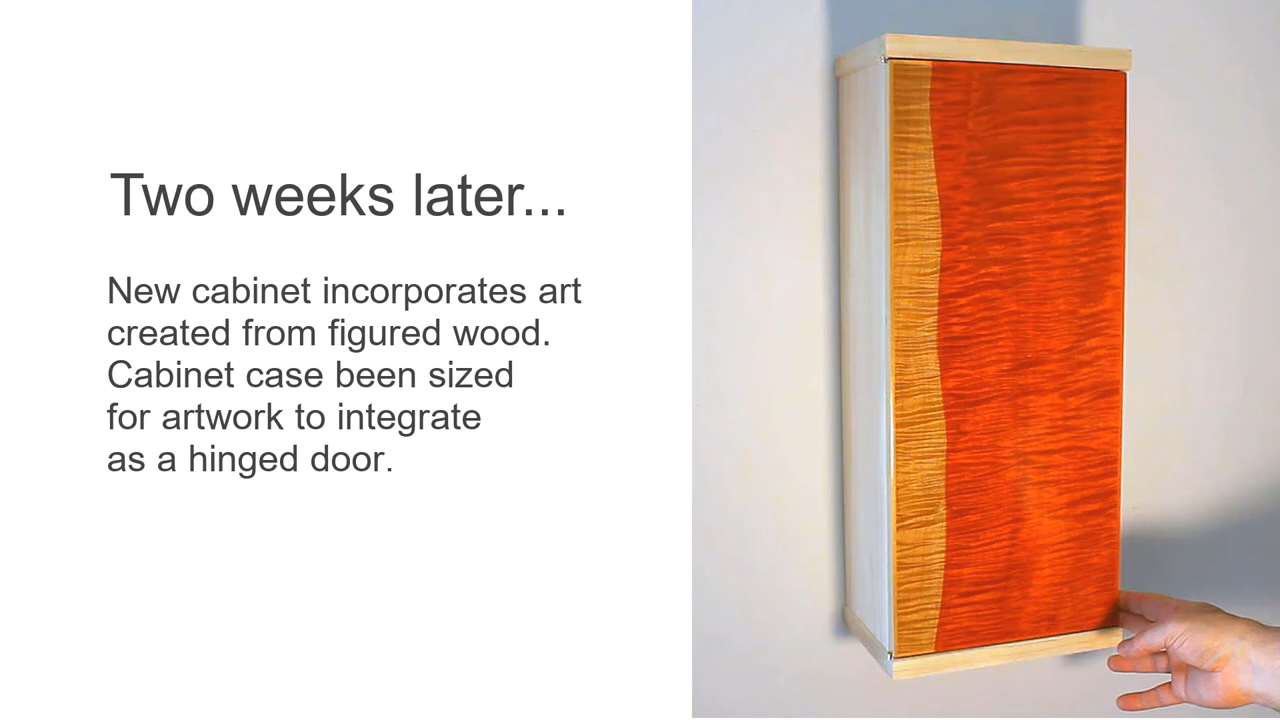 Two weeks later...
New cabinet incorporates art
created from figured wood.
Cabinet case been sized
for artwork to integrate
as a hinged door.